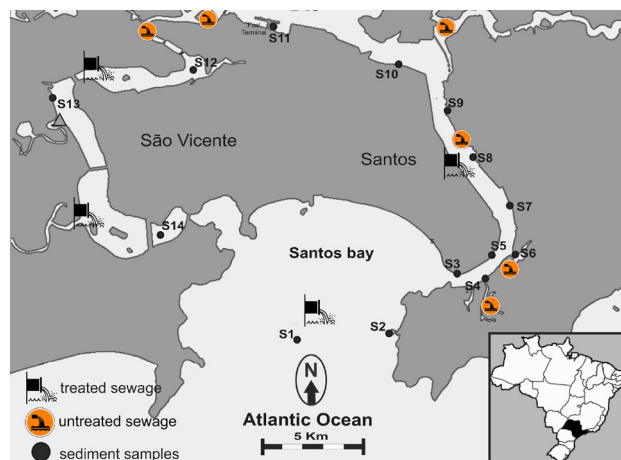 Fuel
Terminal
S11
S12
S10
S13
S9
São Vicente
Santos
S8
S7
S14
Santos bay
S5
S6
S3
S4
S2
S1
N
treated sewage
untreated sewage
Atlantic Ocean
5 Km
sediment samples